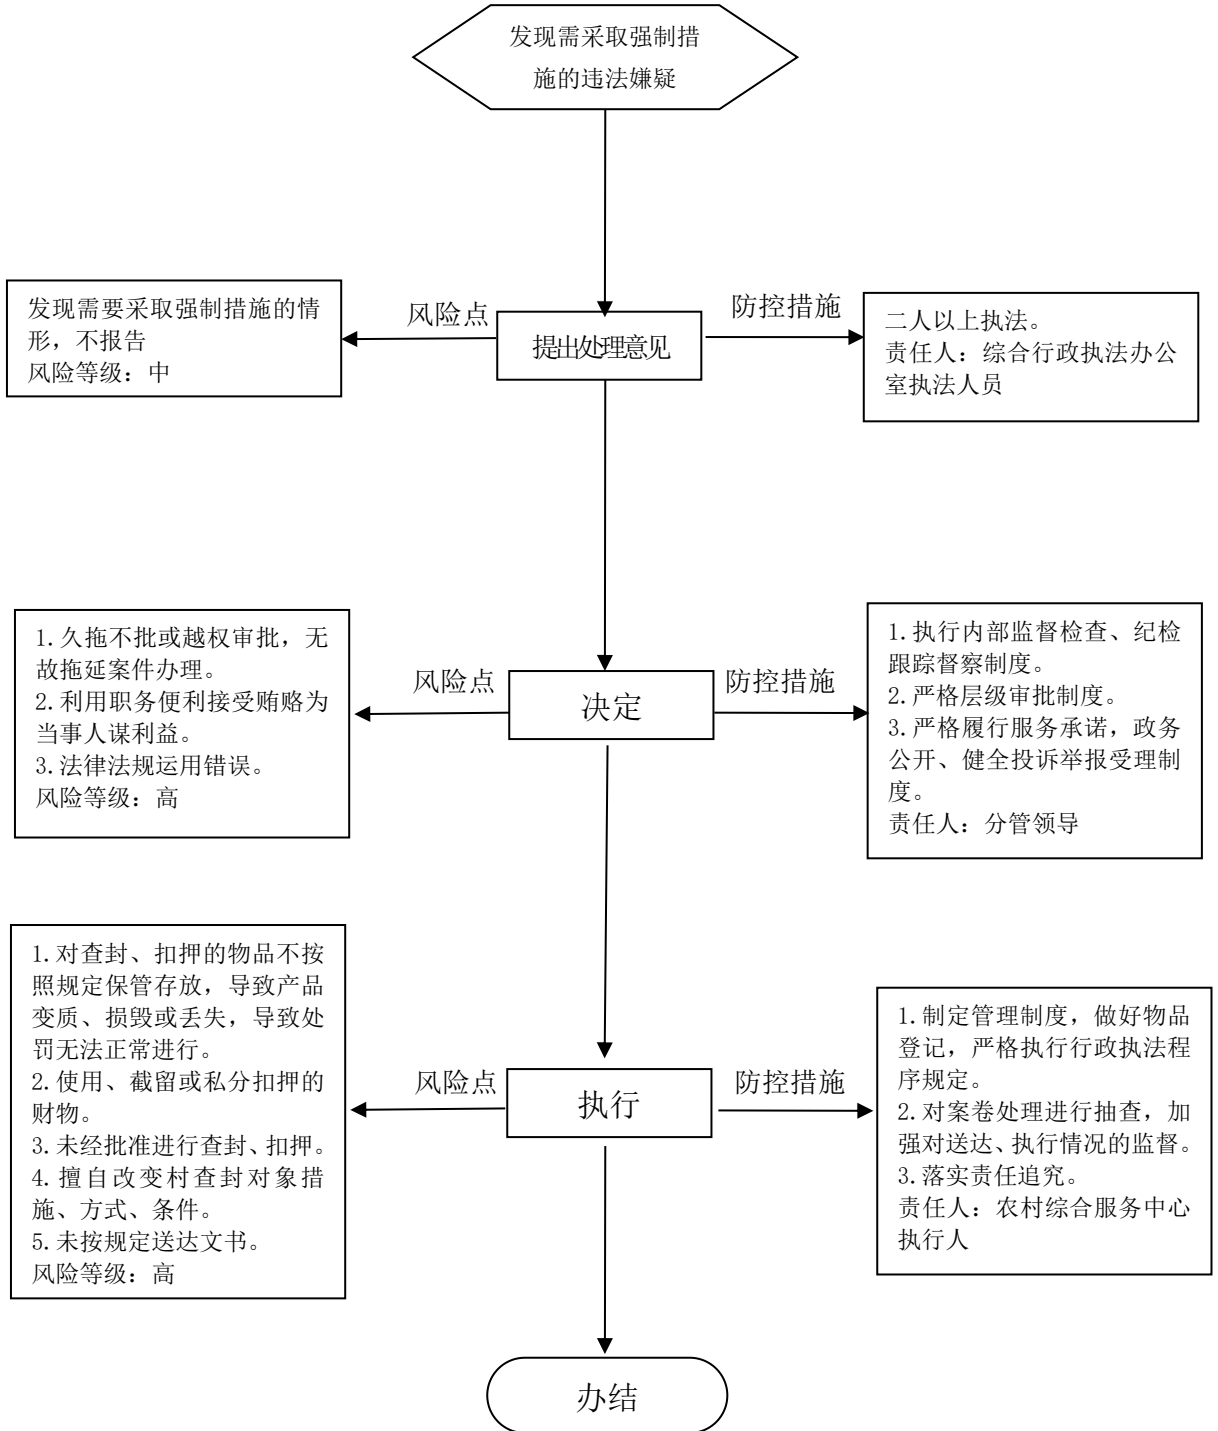 发现需采取强制措
施的违法嫌疑
风险点
防控措施
发现需要采取强制措施的情
形，不报告
风险等级：中
提出处理意见
二人以上执法。
责任人：综合行政执法办公
室执法人员
1.久拖不批或越权审批，无
故拖延案件办理。
2.利用职务便利接受贿赂为
当事人谋利益。
3.法律法规运用错误。
风险等级：高
风险点
决定
防控措施
1.执行内部监督检查、纪检
跟踪督察制度。
2.严格层级审批制度。
3.严格履行服务承诺，政务
公开、健全投诉举报受理制
度。
责任人：分管领导
1.对查封、扣押的物品不按
照规定保管存放，导致产品
变质、损毁或丢失，导致处
罚无法正常进行。
2.使用、截留或私分扣押的
财物。
3.未经批准进行查封、扣押。
4.擅自改变村查封对象措
施、方式、条件。
5.未按规定送达文书。
风险等级：高
风险点
执行
防控措施
1.制定管理制度，做好物品
登记，严格执行行政执法程
序规定。
2.对案卷处理进行抽查，加
强对送达、执行情况的监督。
3.落实责任追究。
责任人：农村综合服务中心
执行人
办结